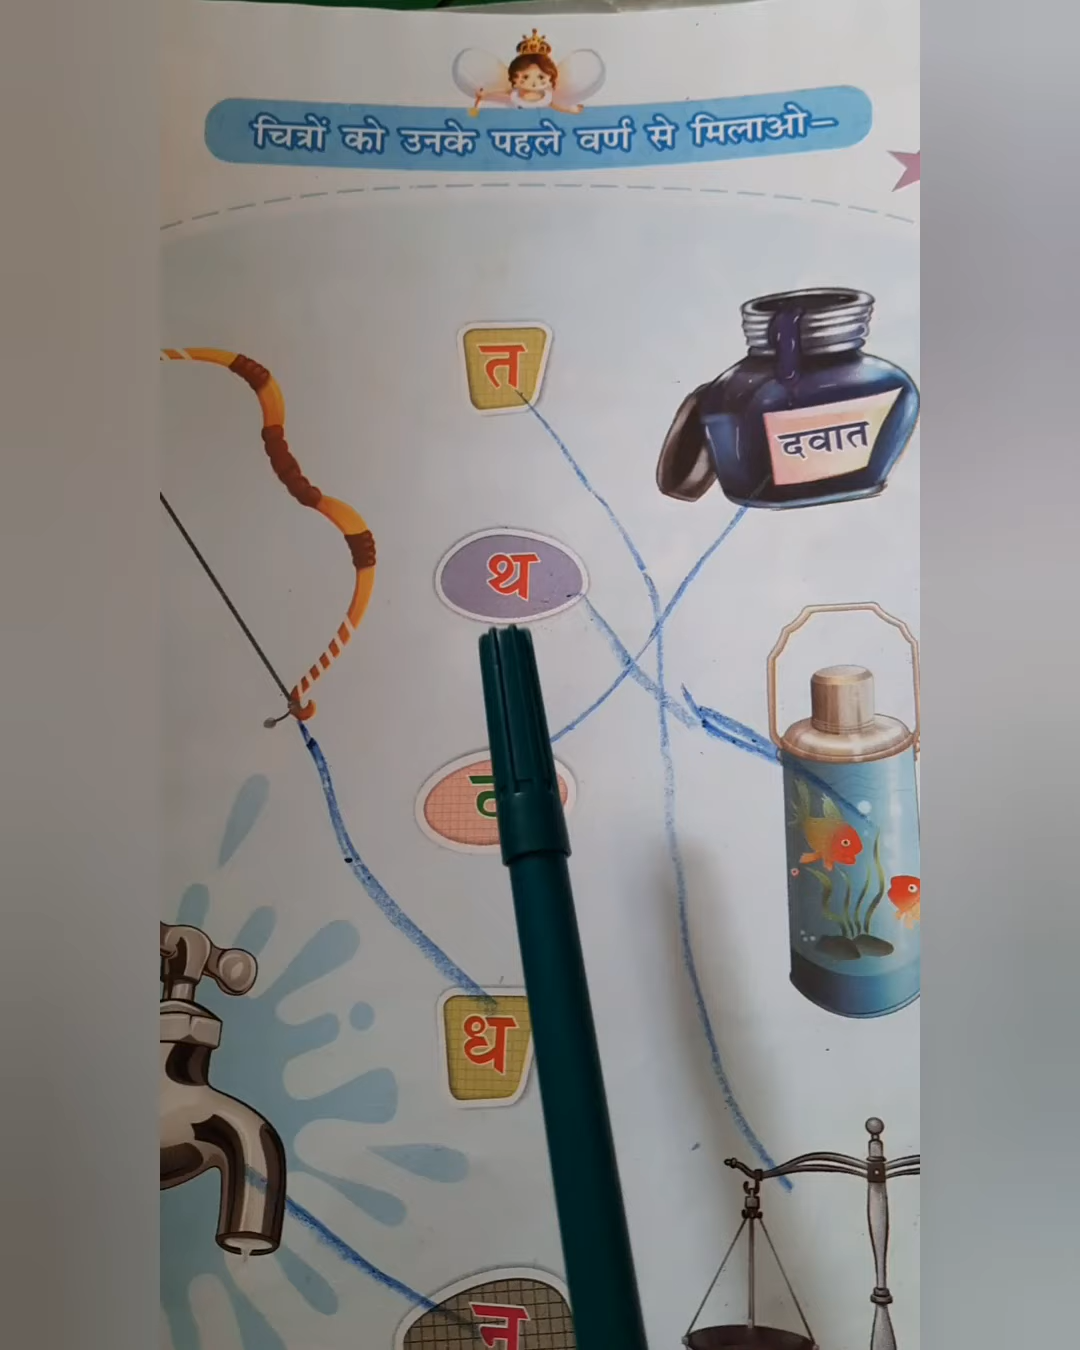 चित्रों को उनके पहले वर्ण से मिलाओ–
त
दवात
थ
ध
न